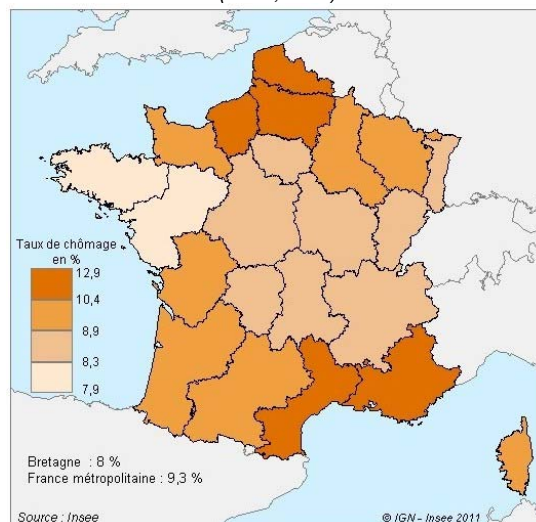 Taux de chômage
en %
12,9
10,4
8,9
8,3
7,9
Bretagne : 8 %
France métropolitaine : 9,3 %
Source : Insee
© IGN - Insee 2011